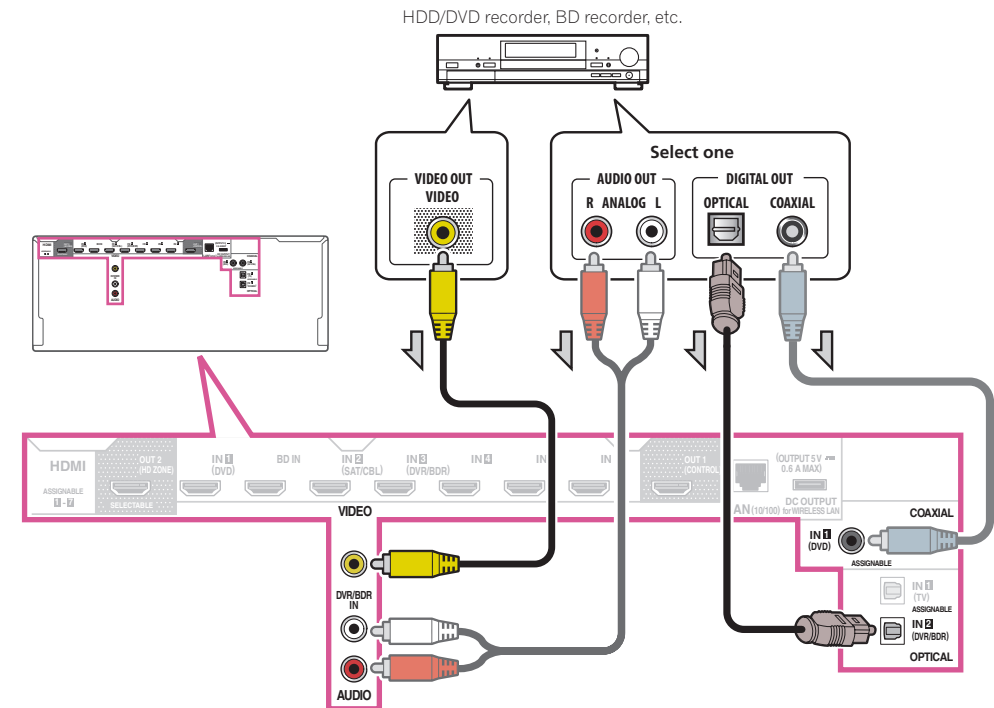 HDD/DVD recorder, BD recorder, etc.
Select one
VIDEO OUT
VIDEO
AUDIO OUT
R ANALOG L
DIGITAL OUT
OPTICAL COAXIAL
HDMI
ASSIGNABLE
1 - 7
OUT 2
(HD ZONE)
SELECTABLE
IN 1
(DVD)
BD IN
IN 2
(SAT/CBL)
IN 3
(DVR/BDR)
IN 4
IN
IN
OUT 1
(CONTROL)
(OUTPUT 5 V
0.6 A MAX)
AN (10/100)
DC OUTPUT
for WIRELESS LAN
VIDEO
DVR/BDR
IN
AUDIO
COAXIAL
IN 1
(DVD)
ASSIGNABLE
IN 1
(TV)
ASSIGNABLE
IN 2
(DVR/BDR)
OPTICAL